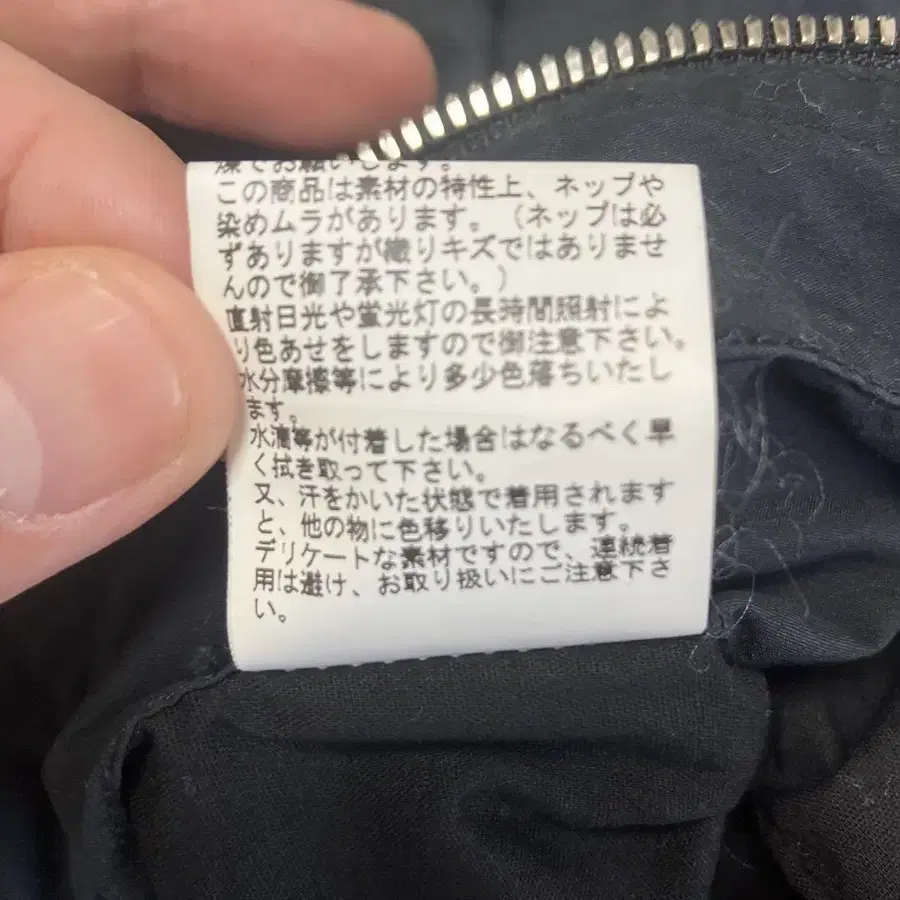 燥でお願いします。
この商品は素材の特性上、ネップや
染めムラがあります。（ネップは必
ずありますが織りキズではありませ
んので御了承下さい。）
直射日光や蛍光灯の長時間照射によ
り色あせをしますので御注意下さい。
水分摩擦等により多少色落ちいたし
ます。
水滴等が付着した場合はなるべく早
く拭き取って下さい。
又、汗をかいた状態で着用されます
と、他の物に色移りいたします。
デリケートな素材ですので、連続着
用は避け、お取り扱いにご注意下さ
い。